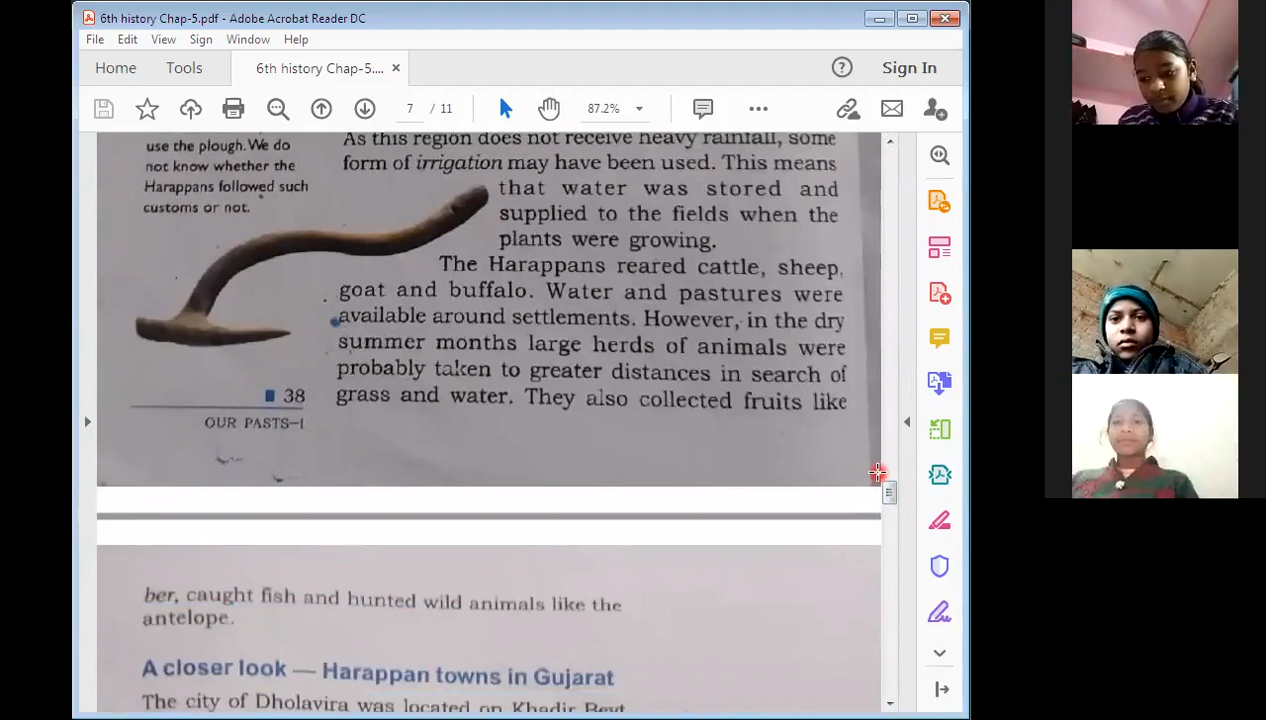 6th history Chap-5.pdf - Adobe Acrobat Reader DC
File Edit View Sign Window Help
Home Tools 6th history Chap-5.... × Sign In
7 / 11 87.2%
use the plough. We do
not know whether the
Harappans followed such
customs or not.
As this region does not receive heavy rainfall, some
form of irrigation may have been used. This means
that water was stored and
supplied to the fields when the
plants were growing.
The Harappans reared cattle, sheep,
goat and buffalo. Water and pastures were
available around settlements. However, in the dry
summer months large herds of animals were
probably taken to greater distances in search of
grass and water. They also collected fruits like
38
OUR PASTS–I
ber, caught fish and hunted wild animals like the
antelope.
A closer look — Harappan towns in Gujarat
The city of Dholavira was located on Khadir Beyt